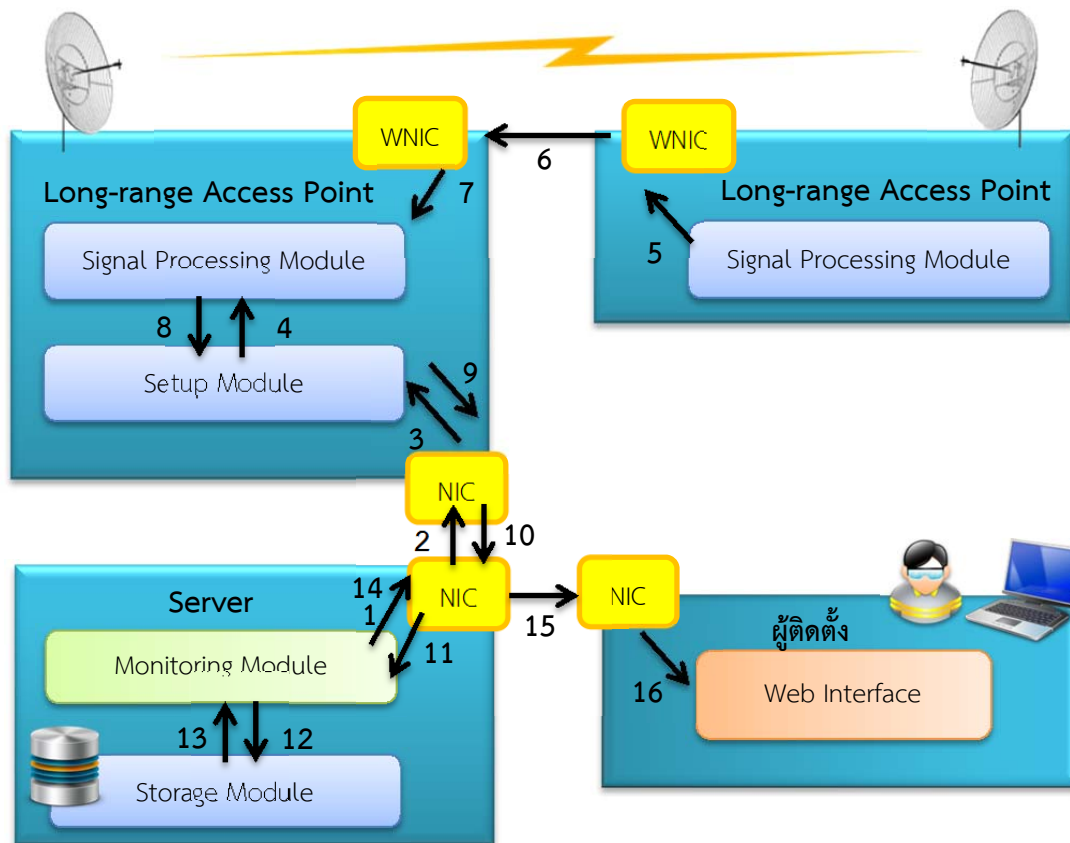 WNIC
WNIC
6
7
Long-range Access Point
Long-range Access Point
Signal Processing Module
5
Signal Processing Module
8
4
Setup Module
9
3
NIC
2
10
NIC
NIC
14
1
15
Server
11
ผู้ติดตั้ง
Monitoring Module
16
Web Interface
13
12
Storage Module